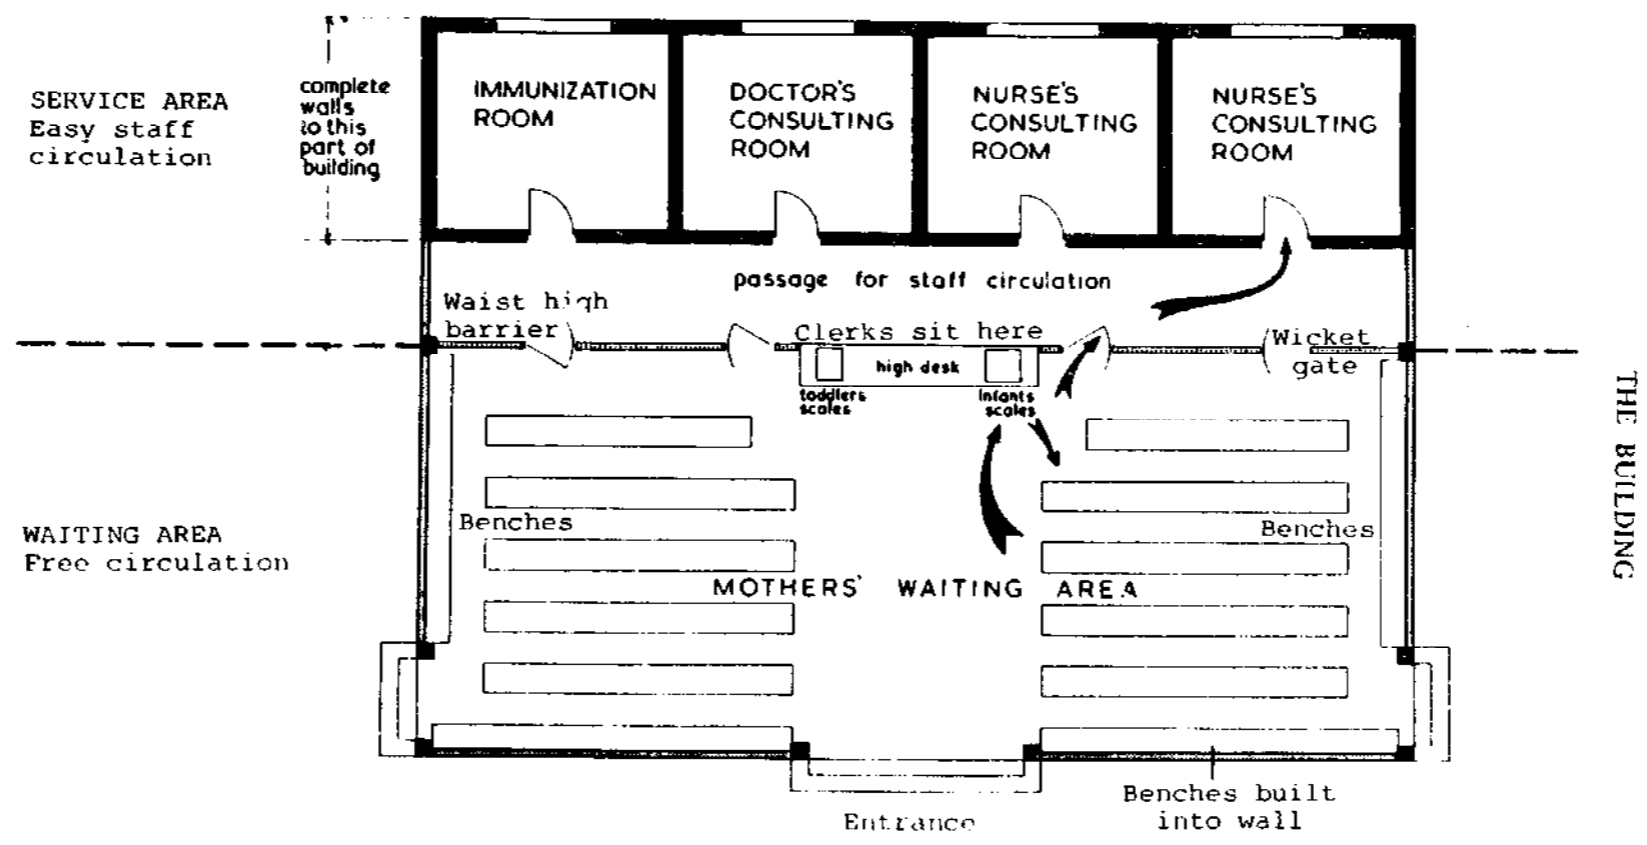 SERVICE AREA
Easy staff
circulation
complete
walls
to this
part of
building
IMMUNIZATION
ROOM
DOCTOR'S
CONSULTING
ROOM
NURSE'S
CONSULTING
ROOM
NURSE'S
CONSULTING
ROOM
passage for staff circulation
Waist high
barrier
Clerks sit here
Wicket
gate
high desk
toddlers
scales
infants
scales
THE BUILDING
WAITING AREA
Free circulation
Benches
Benches
MOTHERS' WAITING AREA
Entrance
Benches built
into wall